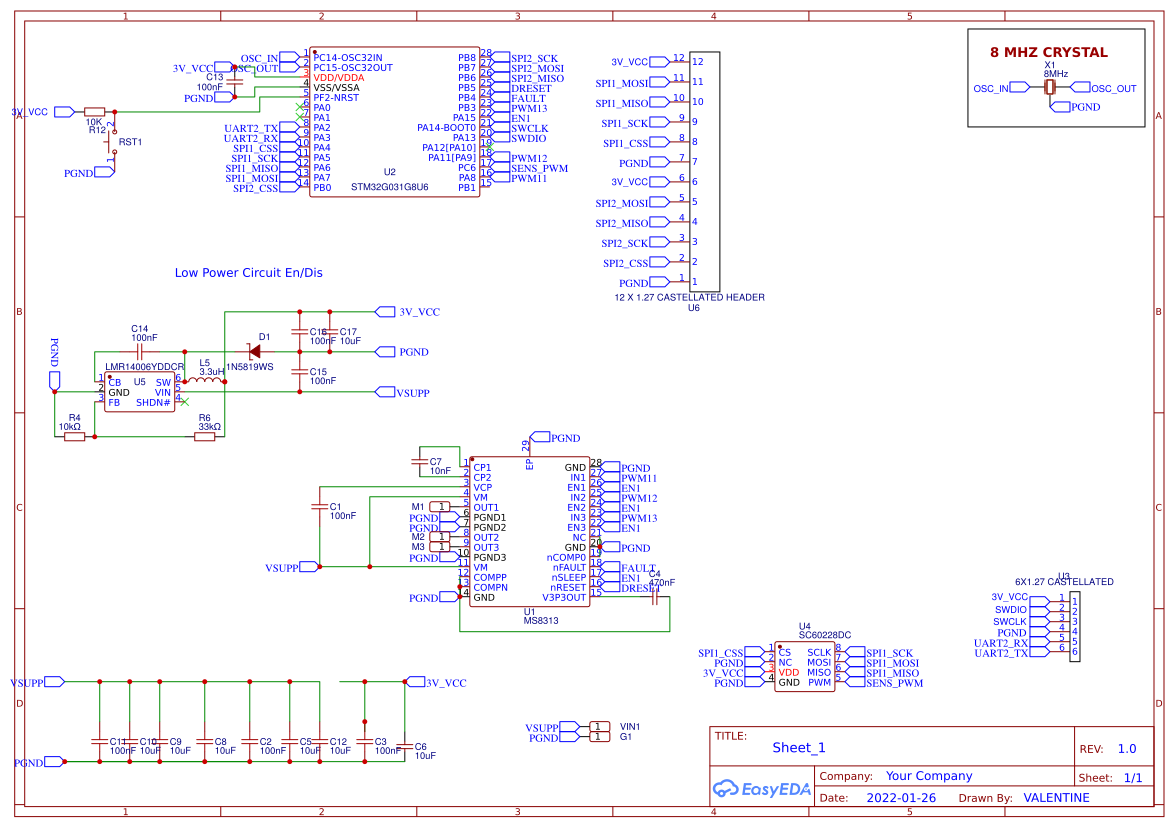 1 2 3 4 5
A
B
C
D
A
B
C
D
1 2 3 4 5
OSC_IN
OSC_OUT
3V_VCC
C13
100nF
PGND
3V_VCC
10K
R12
RST1
2
1
PGND
UART2_TX
UART2_RX
SPI1_CSS
SPI1_SCK
SPI1_MISO
SPI1_MOSI
SPI2_CSS
1 PC14-OSC32IN PB8 28 SPI2_SCK
2 PC15-OSC32OUT PB7 27 SPI2_MOSI
3 VDD/VDDA PB6 26 SPI2_MISO
4 VSS/VSSA PB5 25 DRESET
5 PF2-NRST PB4 24 FAULT
6 PA0 PB3 23 PWM13
7 PA1 PA15 22 EN1
8 PA2 PA14-BOOT0 21 SWCLK
9 PA3 PA13 20 SWDIO
10 PA4 PA12[PA10] 19
11 PA5 PA11[PA9] 18 PWM12
12 PA6 PC6 17 SENS_PWM
13 PA7 PA8 16 PWM11
14 PB0 PB1 15
U2
STM32G031G8U6
3V_VCC 12 12
SPI1_MOSI 11 11
SPI1_MISO 10 10
SPI1_SCK 9 9
SPI1_CSS 8 8
PGND 7 7
3V_VCC 6 6
SPI2_MOSI 5 5
SPI2_MISO 4 4
SPI2_SCK 3 3
SPI2_CSS 2 2
PGND 1 1
12 X 1.27 CASTELLATED HEADER
U6
8 MHZ CRYSTAL
X1
8MHz
OSC_IN
OSC_OUT
PGND
Low Power Circuit En/Dis
3V_VCC
C14
100nF
D1
1N5819WS
C16
100nF
C17
10uF
PGND
C15
100nF
VSUPP
PGND
LMR14006YDDCR
U5
1 CB SW 6
2 GND VIN 5
3 FB SHDN# 4
L5
3.3uH
R4
10kΩ
R6
33kΩ
PGND
29
EP
C7
10nF
C1
100nF
VSUPP
M1 1
PGND
PGND
M2 1
M3 1
PGND
PGND
1 CP1 GND 28 PGND
2 CP2 IN1 27 PWM11
3 VCP EN1 26 EN1
4 VM IN2 25 PWM12
5 OUT1 EN2 24 EN1
6 PGND1 IN3 23 PWM13
7 PGND2 EN3 22 EN1
8 OUT2 NC 21
9 OUT3 GND 20 PGND
10 PGND3 nCOMP0 19
11 VM nFAULT 18 FAULT
12 COMPP nSLEEP 17 EN1
13 COMPN nRESET 16 DRESET
14 GND V3P3OUT 15
C4
470nF
U1
MS8313
U3
6X1.27 CASTELLATED
3V_VCC 1 1
SWDIO 2 2
SWCLK 3 3
PGND 4 4
UART2_RX 5 5
UART2_TX 6 6
U4
SC60228DC
SPI1_CSS 1 CS SCLK 8 SPI1_SCK
PGND 2 NC MOSI 7 SPI1_MOSI
3V_VCC 3 VDD MISO 6 SPI1_MISO
PGND 4 GND PWM 5 SENS_PWM
VSUPP
3V_VCC
C11
100nF
C10
10uF
C9
10uF
C8
10uF
C2
100nF
C5
10uF
C12
10uF
C3
100nF
C6
10uF
PGND
VSUPP 1 VIN1
PGND 1 G1
TITLE:
Sheet_1
REV: 1.0
EasyEDA
Company: Your Company
Sheet: 1/1
Date: 2022-01-26 Drawn By: VALENTINE